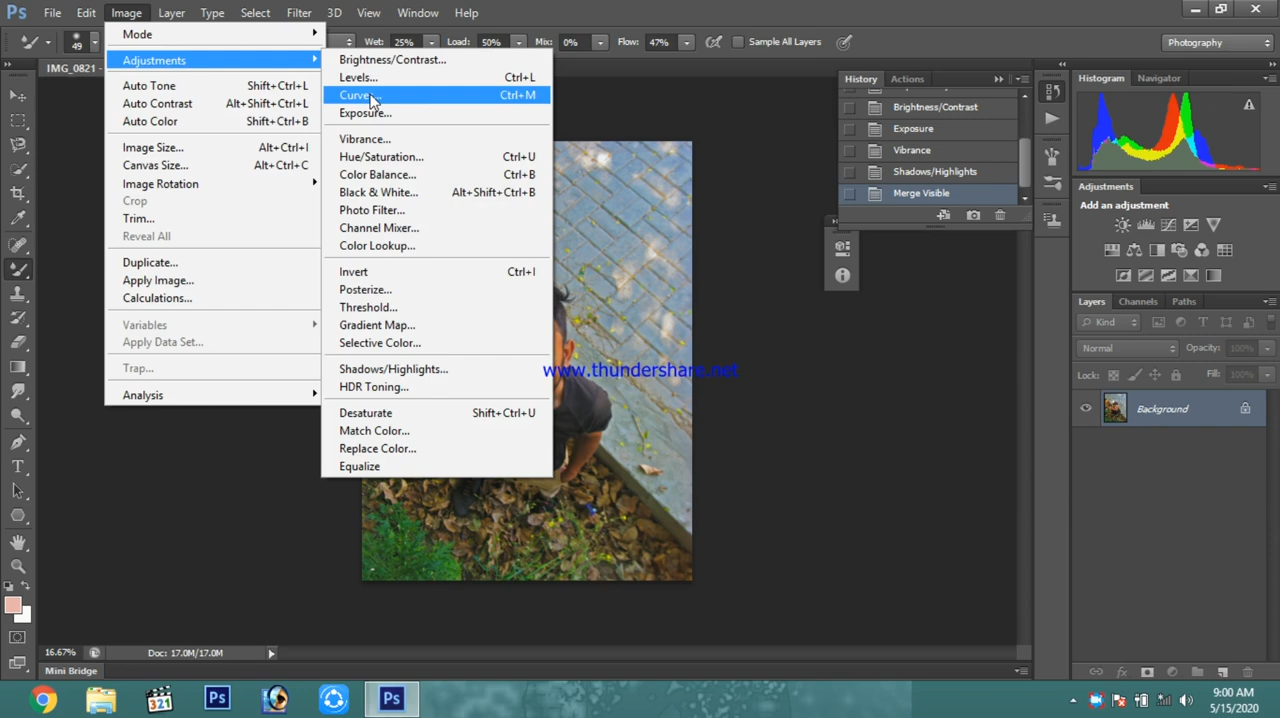 Ps File Edit Image Layer Type Select Filter 3D View Window Help
49 Wet: 25% Load: 50% Mix: 0% Flow: 47% Sample All Layers Photography
IMG_0821
Mode
Adjustments
Auto Tone Shift+Ctrl+L
Auto Contrast Alt+Shift+Ctrl+L
Auto Color Shift+Ctrl+B
Image Size... Alt+Ctrl+I
Canvas Size... Alt+Ctrl+C
Image Rotation
Crop
Trim...
Reveal All
Duplicate...
Apply Image...
Calculations...
Variables
Apply Data Set...
Trap...
Analysis
Brightness/Contrast...
Levels... Ctrl+L
Curves... Ctrl+M
Exposure...
Vibrance...
Hue/Saturation... Ctrl+U
Color Balance... Ctrl+B
Black & White... Alt+Shift+Ctrl+B
Photo Filter...
Channel Mixer...
Color Lookup...
Invert Ctrl+I
Posterize...
Threshold...
Gradient Map...
Selective Color...
Shadows/Highlights...
HDR Toning...
Desaturate Shift+Ctrl+U
Match Color...
Replace Color...
Equalize
www.thundershare.net
History Actions
Brightness/Contrast
Exposure
Vibrance
Shadows/Highlights
Merge Visible
Histogram Navigator
Adjustments
Add an adjustment
Layers Channels Paths
Kind
Normal Opacity: 100%
Lock: Fill: 100%
Background
16.67% Doc: 17.0M/17.0M
Mini Bridge
321
Ps
Ps
9:00 AM
5/15/2020